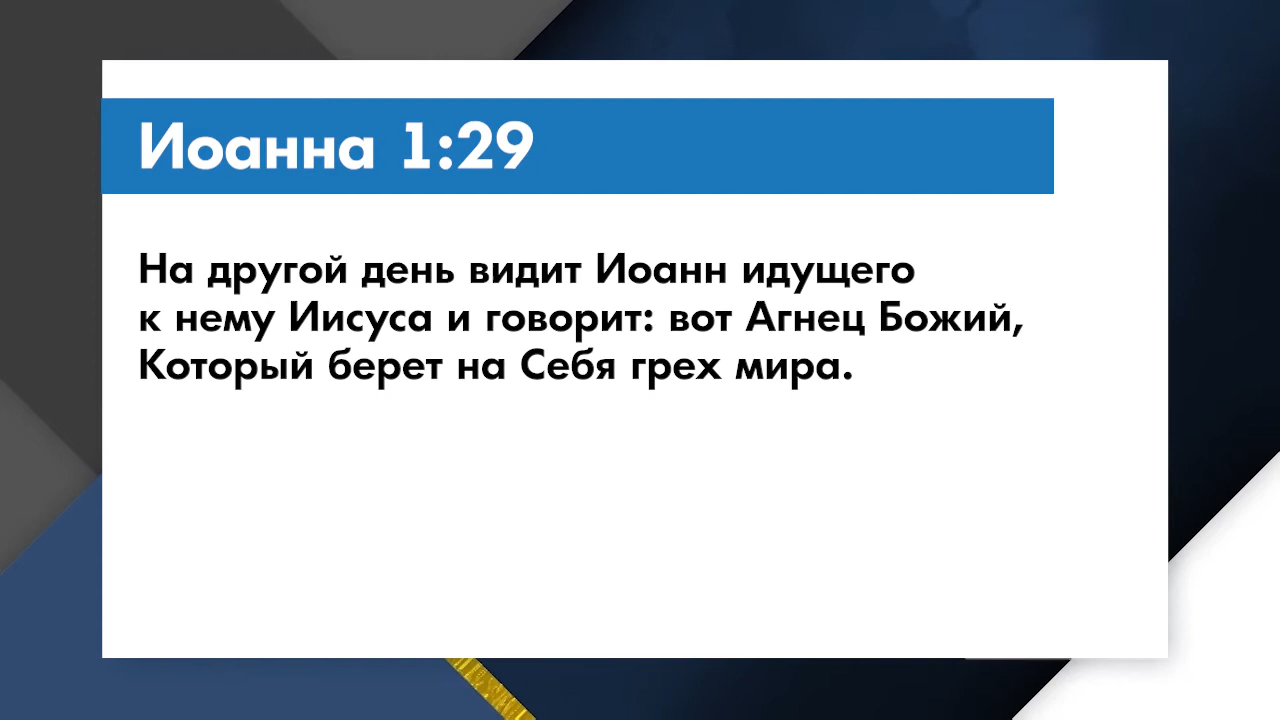 Иоанна 1:29
На другой день видит Иоанн идущего
к нему Иисуса и говорит: вот Агнец Божий,
Который берет на Себя грех мира.